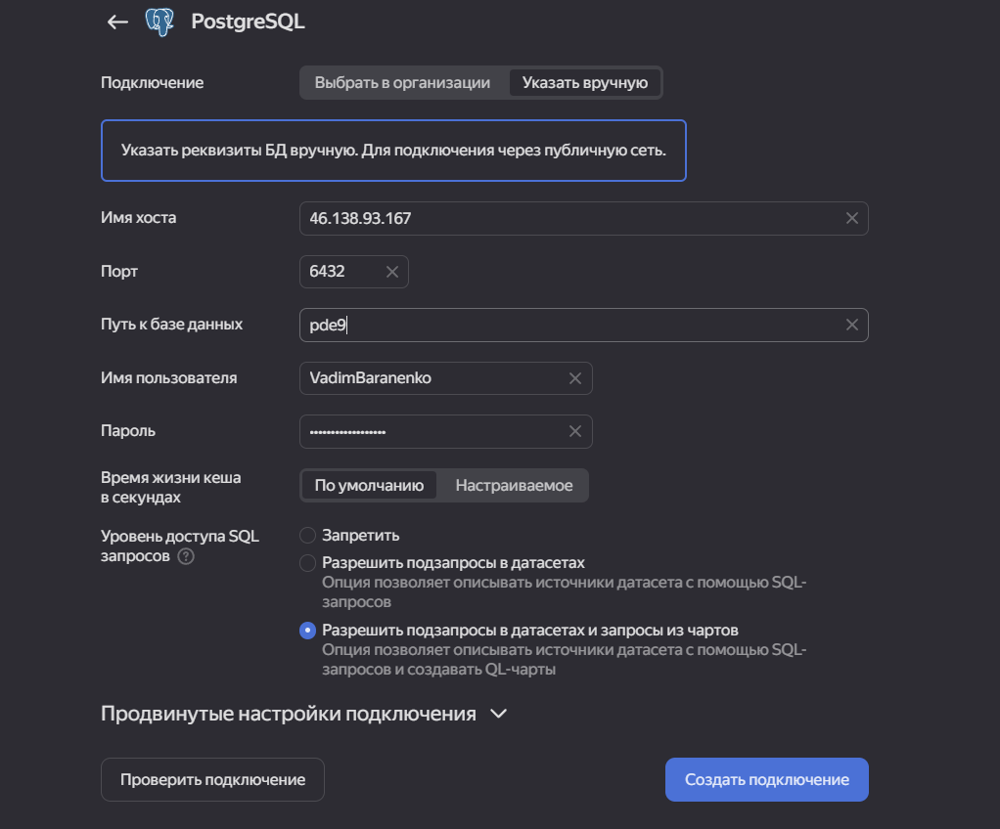 PostgreSQL
Подключение
Выбрать в организации
Указать вручную
Указать реквизиты БД вручную. Для подключения через публичную сеть.
Имя хоста
46.138.93.167
Порт
6432
Путь к базе данных
pde9
Имя пользователя
VadimBaranenko
Пароль
Время жизни кеша
в секундах
По умолчанию
Настраиваемое
Уровень доступа SQL
запросов ?
Запретить
Разрешить подзапросы в датасетах
Опция позволяет описывать источники датасета с помощью SQL-
запросов
Разрешить подзапросы в датасетах и запросы из чартов
Опция позволяет описывать источники датасета с помощью SQL-
запросов и создавать QL-чарты
Продвинутые настройки подключения
Проверить подключение
Создать подключение